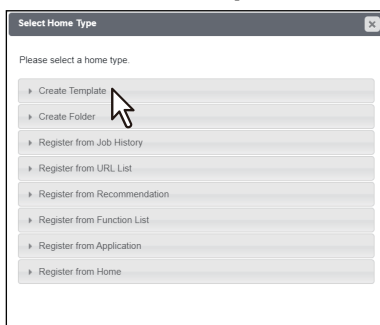 Select Home Type
Please select a home type.
Create Template
Create Folder
Register from Job History
Register from URL List
Register from Recommendation
Register from Function List
Register from Application
Register from Home